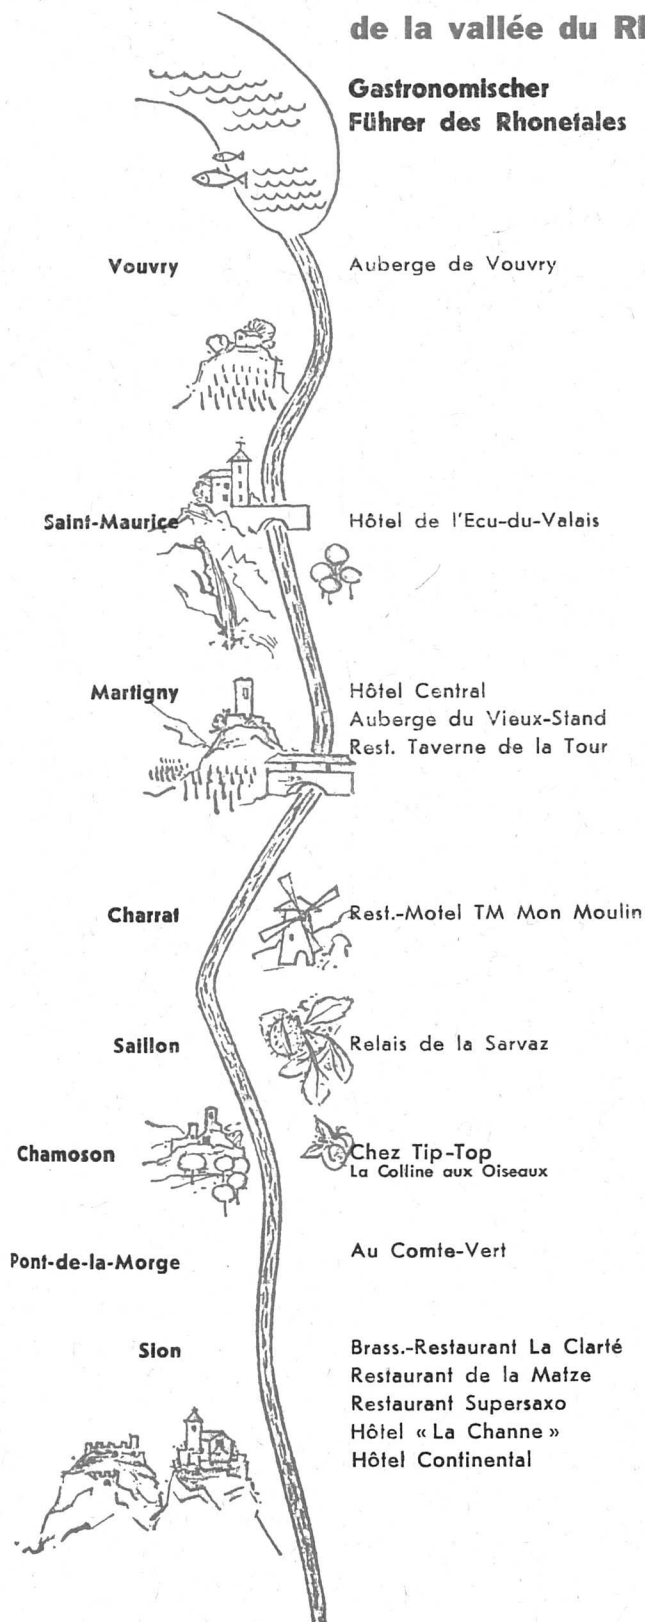 de la vallée du
Gastronomischer
Führer des Rhonetales
Vouvry
Auberge de Vouvry
Saint-Maurice
Hôtel de l'Ecu-du-Valais
Martigny
Hôtel Central
Auberge du Vieux-Stand
Rest. Taverne de la Tour
Charrat
Rest.-Motel TM Mon Moulin
Saillon
Relais de la Sarvaz
Chamoson
Chez Tip-Top
La Colline aux Oiseaux
Pont-de-la-Morge
Au Comte-Vert
Sion
Brass.-Restaurant La Clarté
Restaurant de la Matze
Restaurant Supersaxo
Hôtel « La Channe »
Hôtel Continental